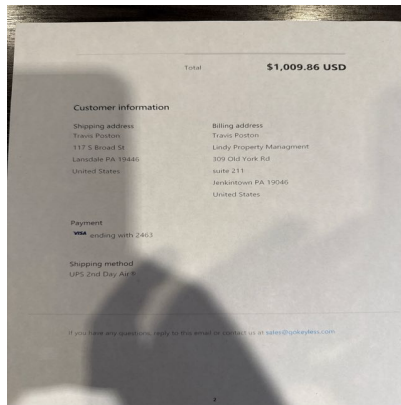 Total $1,009.86 USD
Customer information
Shipping address
Travis Poston
117 S Broad St
Lansdale PA 19446
United States
Billing address
Travis Poston
Lindy Property Managment
309 Old York Rd
suite 211
Jenkintown PA 19046
United States
Payment
VISA ending with 2463
Shipping method
UPS 2nd Day Air®
If you have any questions, reply to this email or contact us at sales@gokeyless.com
2